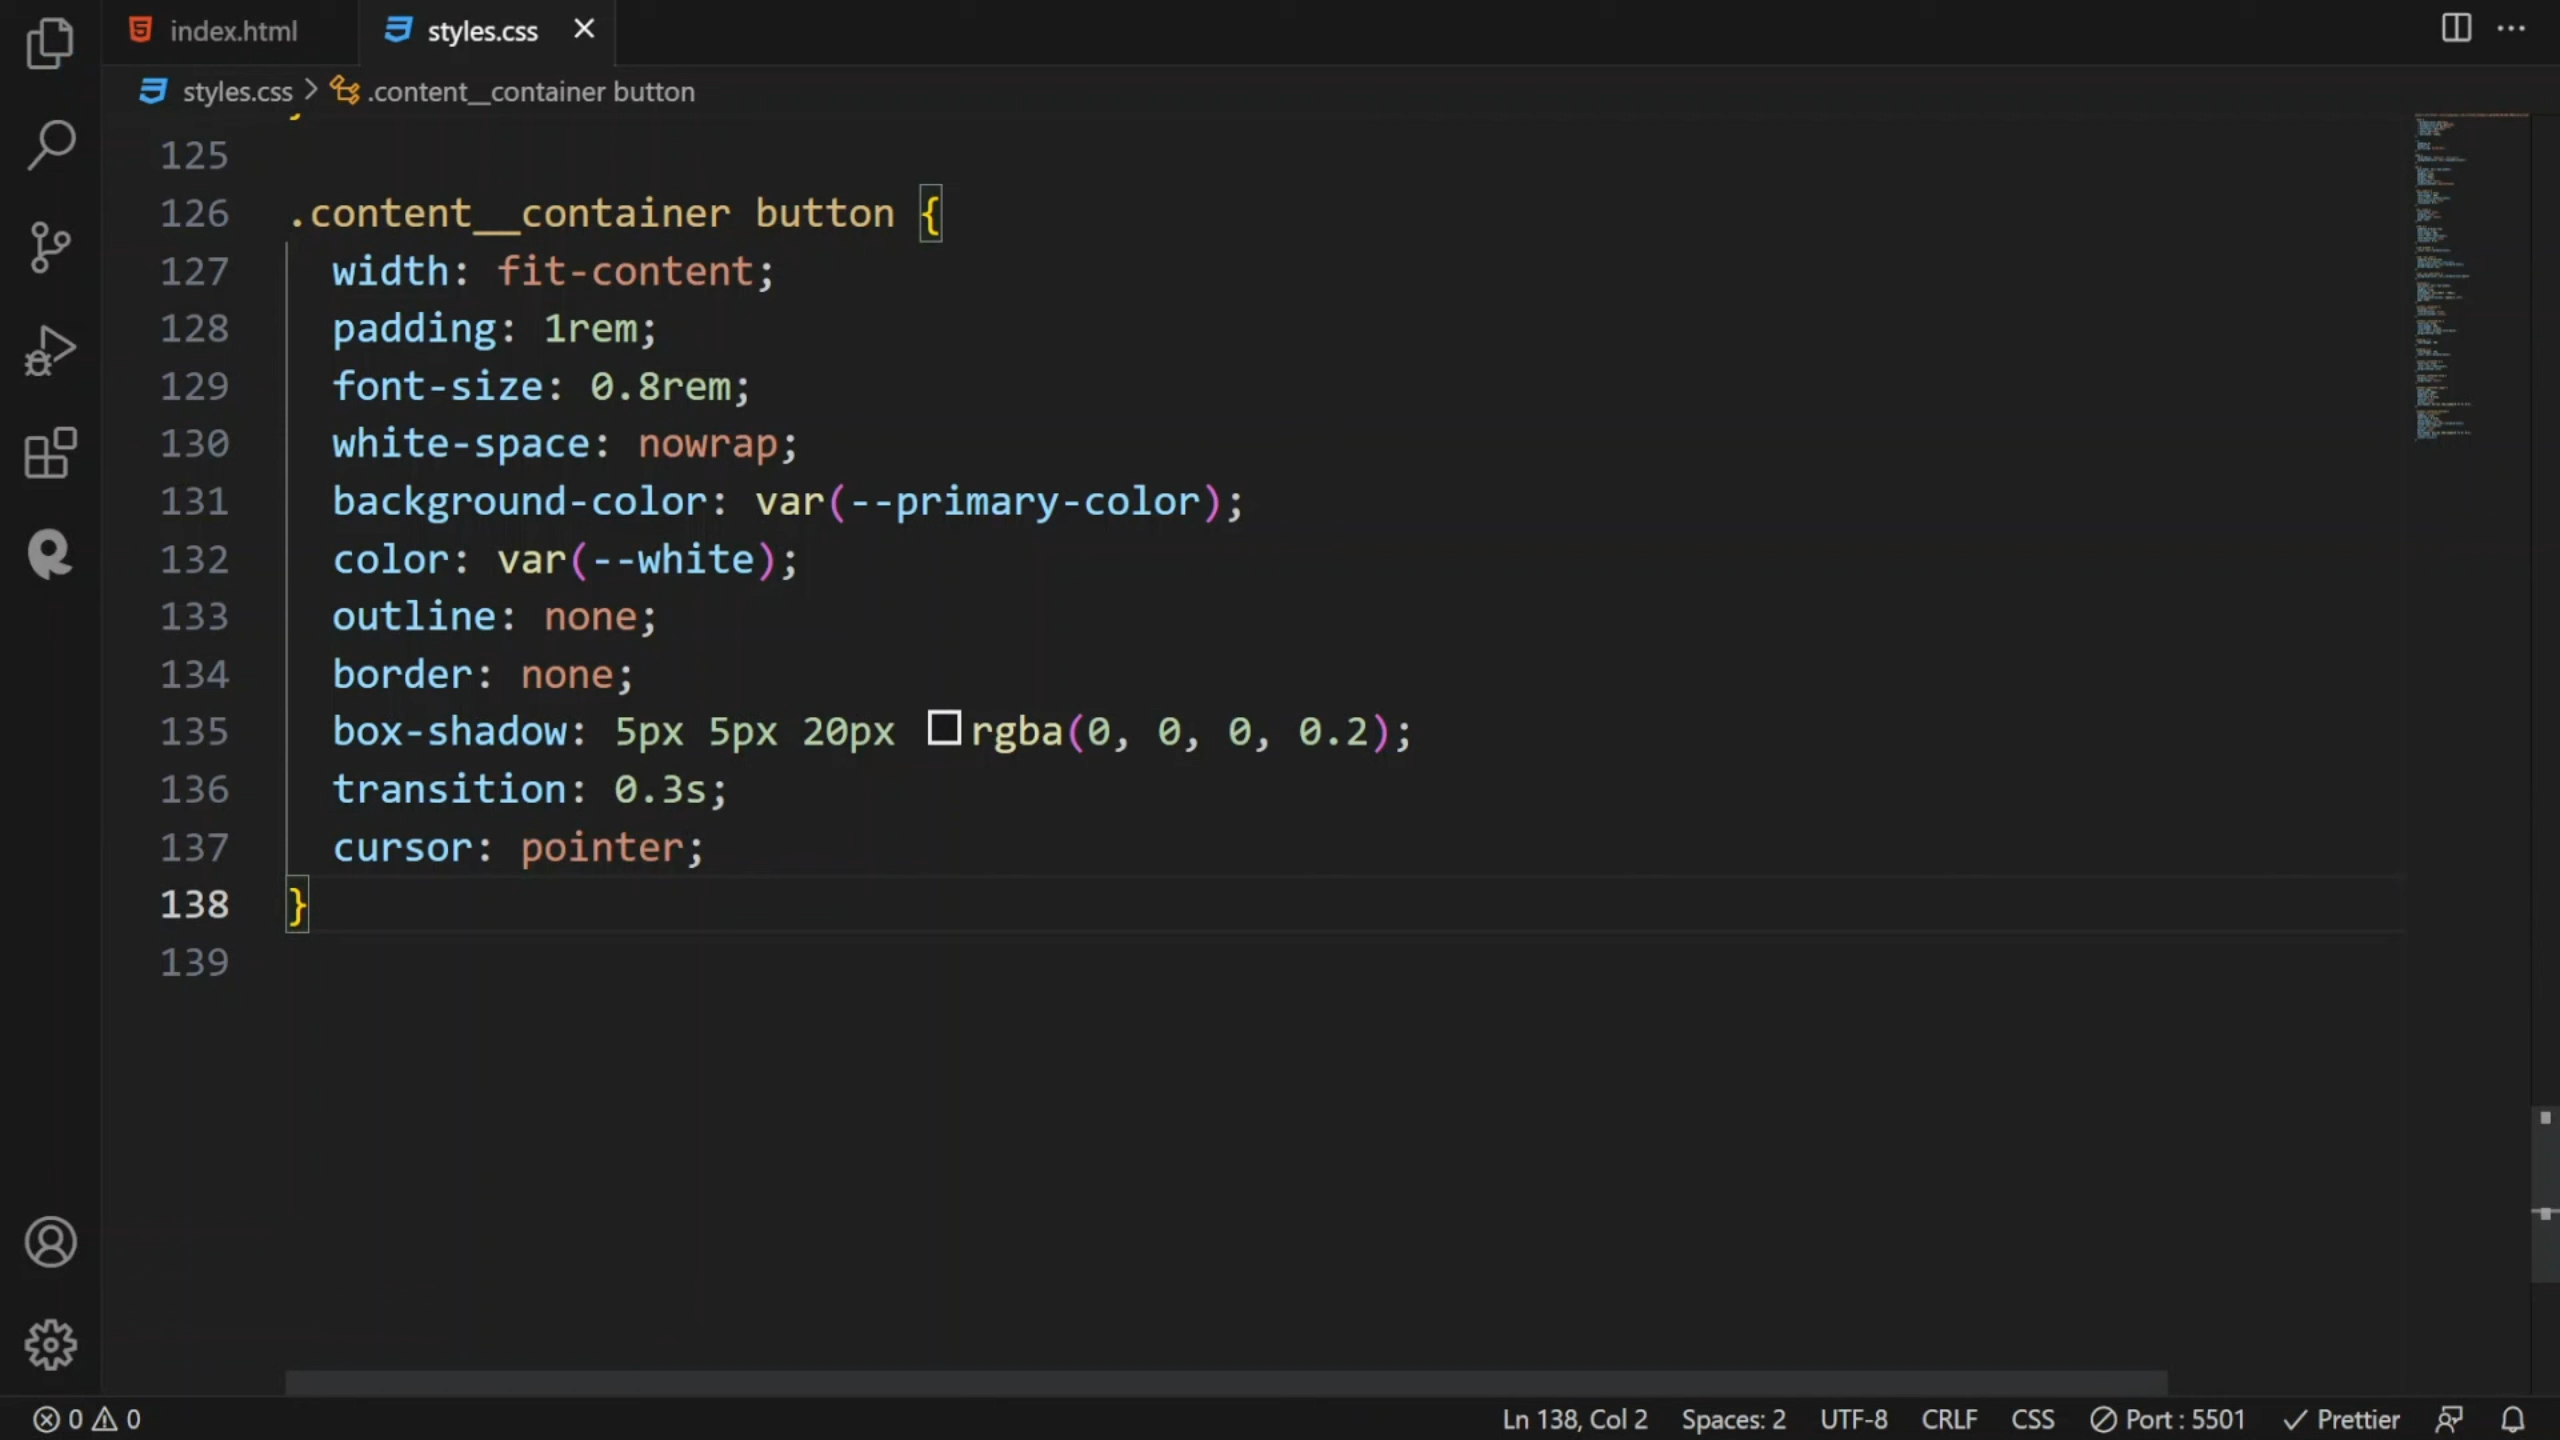 index.html
styles.css
styles.css > .content__container button
125
126 .content__container button {
127 width: fit-content;
128 padding: 1rem;
129 font-size: 0.8rem;
130 white-space: nowrap;
131 background-color: var(--primary-color);
132 color: var(--white);
133 outline: none;
134 border: none;
135 box-shadow: 5px 5px 20px rgba(0, 0, 0, 0.2);
136 transition: 0.3s;
137 cursor: pointer;
138 }
139
0 0 Ln 138, Col 2 Spaces: 2 UTF-8 CRLF CSS Port : 5501 Prettier